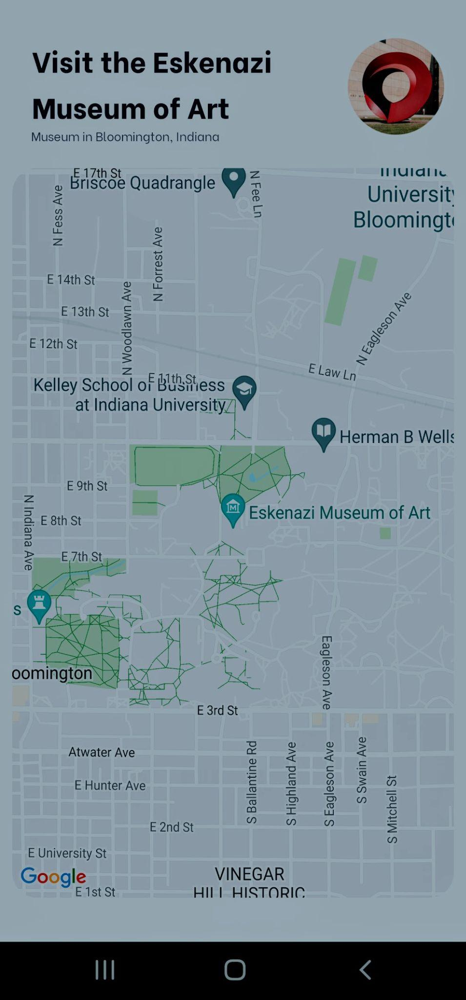 Visit the Eskenazi
Museum of Art
Museum in Bloomington, Indiana
E 17th St
Briscoe Quadrangle
N Fee Ln
Indiana
University
Bloomingto
N Fess Ave
N Forrest Ave
E 14th St
N Woodlawn Ave
E 13th St
N Eagleson Ave
E 12th St
E Law Ln
E 11th St
Kelley School of Business
at Indiana University
Herman B Wells
E 9th St
N Indiana Ave
Eskenazi Museum of Art
E 8th St
E 7th St
s
Eagleson Ave
oomington
E 3rd St
Atwater Ave
S Ballantine Rd
S Highland Ave
S Eagleson Ave
S Swain Ave
S Mitchell St
E Hunter Ave
E 2nd St
E University St
Google
VINEGAR
HILL HISTORIC
E 1st St